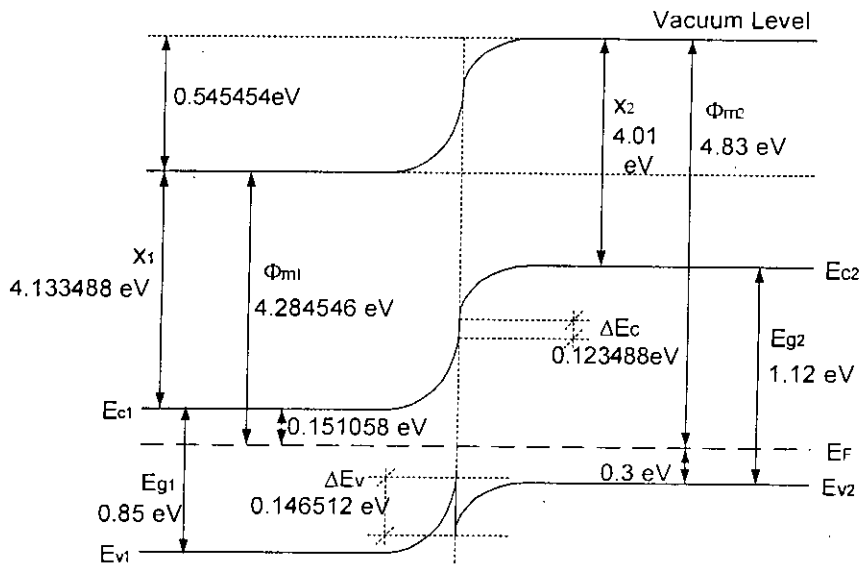 Vacuum Level
0.545454eV
X2
4.01
eV
Φm2
4.83 eV
X1
4.133488 eV
Φm1
4.284546 eV
Ec2
ΔEc
0.123488eV
Eg2
1.12 eV
Ec1
0.151058 eV
EF
0.3 eV
Ev2
Eg1
0.85 eV
ΔEv
0.146512 eV
Ev1